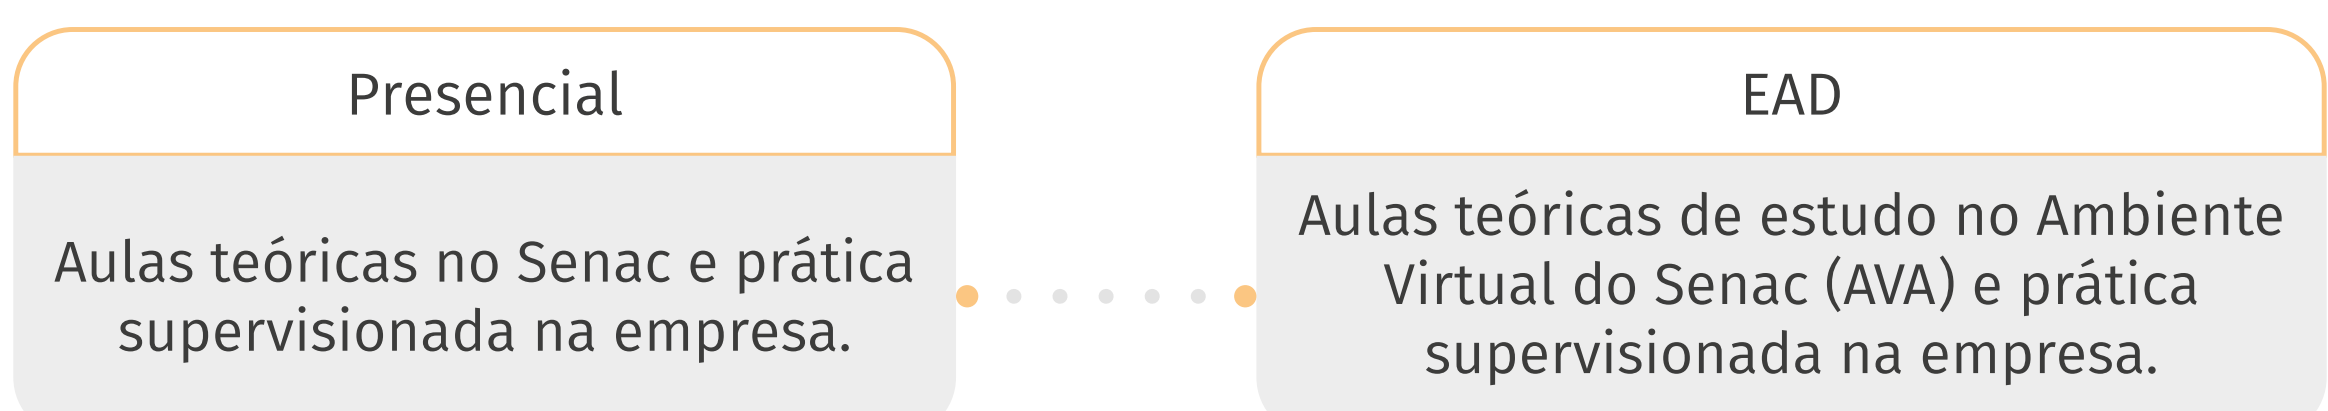 Presencial
Aulas teóricas no Senac e prática
supervisionada na empresa.
EAD
Aulas teóricas de estudo no Ambiente
Virtual do Senac (AVA) e prática
supervisionada na empresa.